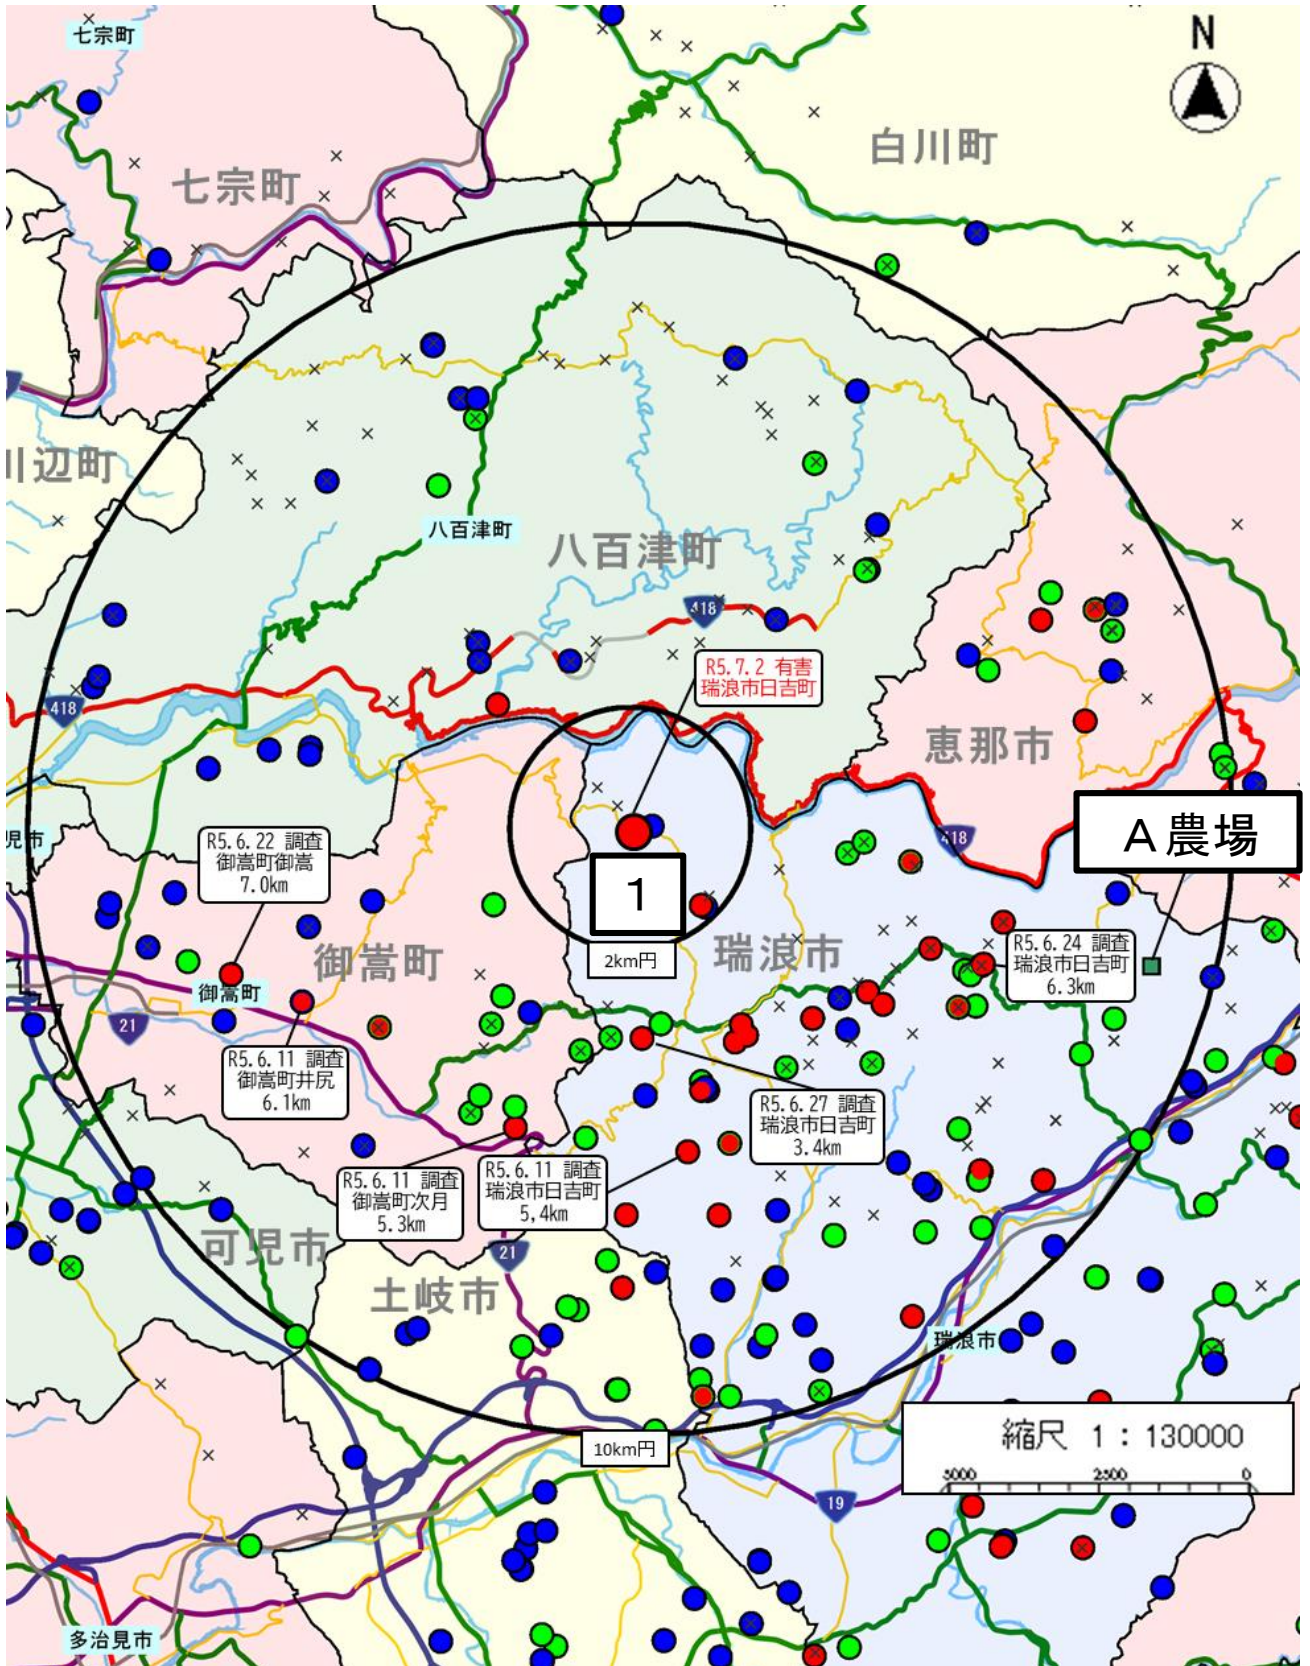 七宗町
N
白川町
七宗町
川辺町
八百津町
八百津町
418
R5.7.2 有害
瑞浪市日吉町
418
恵那市
児市
R5.6.22 調査
御嵩町御嵩
7.0km
418
A農場
1
御嵩町
2km円
瑞浪市
R5.6.24 調査
瑞浪市日吉町
6.3km
御嵩町
21
R5.6.11 調査
御嵩町井尻
6.1km
R5.6.27 調査
瑞浪市日吉町
3.4km
R5.6.11 調査
御嵩町次月
5.3km
R5.6.11 調査
瑞浪市日吉町
5,4km
可児市
21
土岐市
瑞浪市
10km円
縮尺 1：130000
5000 2500 0
19
多治見市